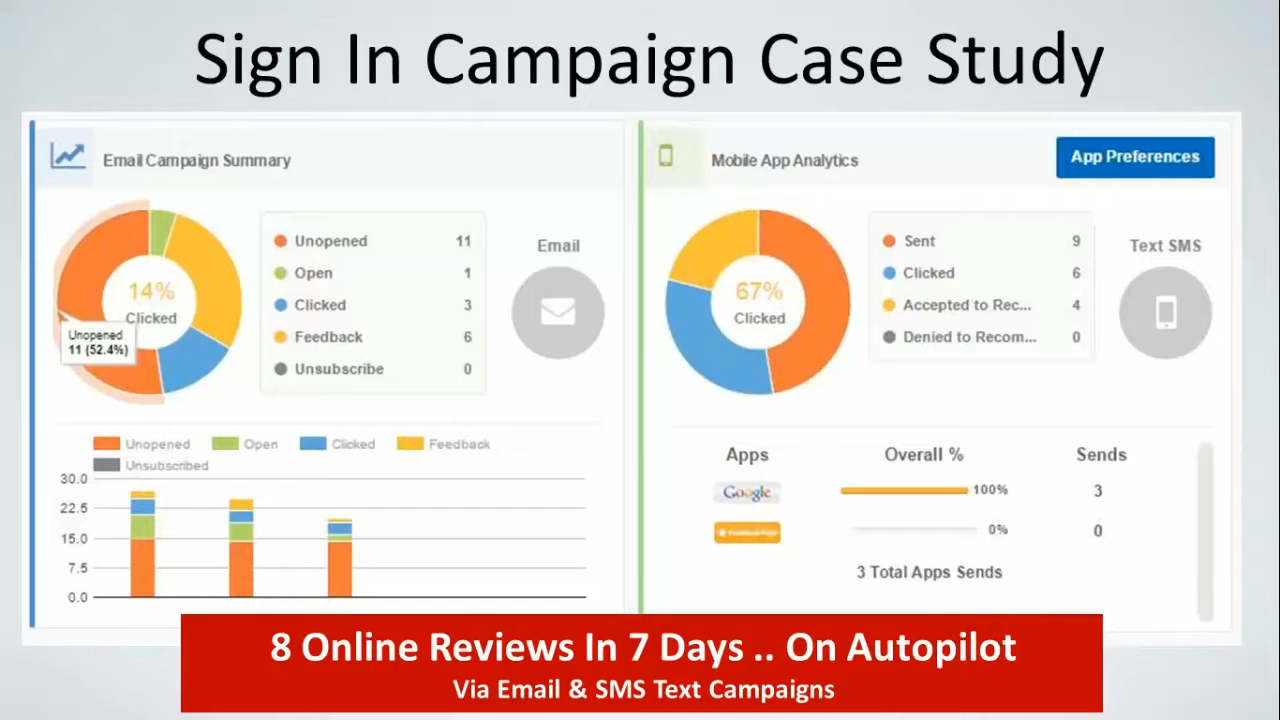 Sign In Campaign Case Study
Email Campaign Summary
14%
Clicked
Unopened
11 (52.4%)
Unopened 11
Open 1
Clicked 3
Feedback 6
Unsubscribe 0
Email
Unopened Open Clicked Feedback
Unsubscribed
30.0
22.5
15.0
7.5
0.0
Mobile App Analytics
App Preferences
67%
Clicked
Sent 9
Clicked 6
Accepted to Rec... 4
Denied to Recom... 0
Text SMS
Apps Overall % Sends
Google 100% 3
0% 0
3 Total Apps Sends
8 Online Reviews In 7 Days .. On Autopilot
Via Email & SMS Text Campaigns